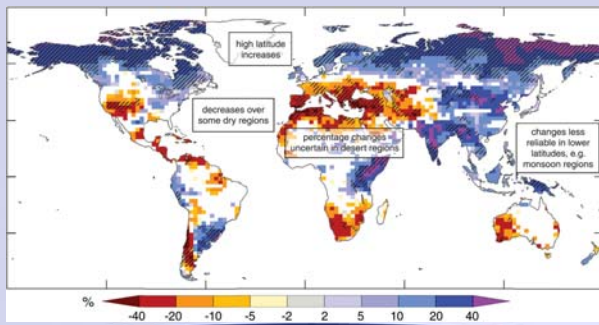 high latitude
increases
decreases over
some dry regions
percentage changes
uncertain in desert regions
changes less
reliable in lower
latitudes, e.g.
monsoon regions
% -40 -20 -10 -5 -2 2 5 10 20 40